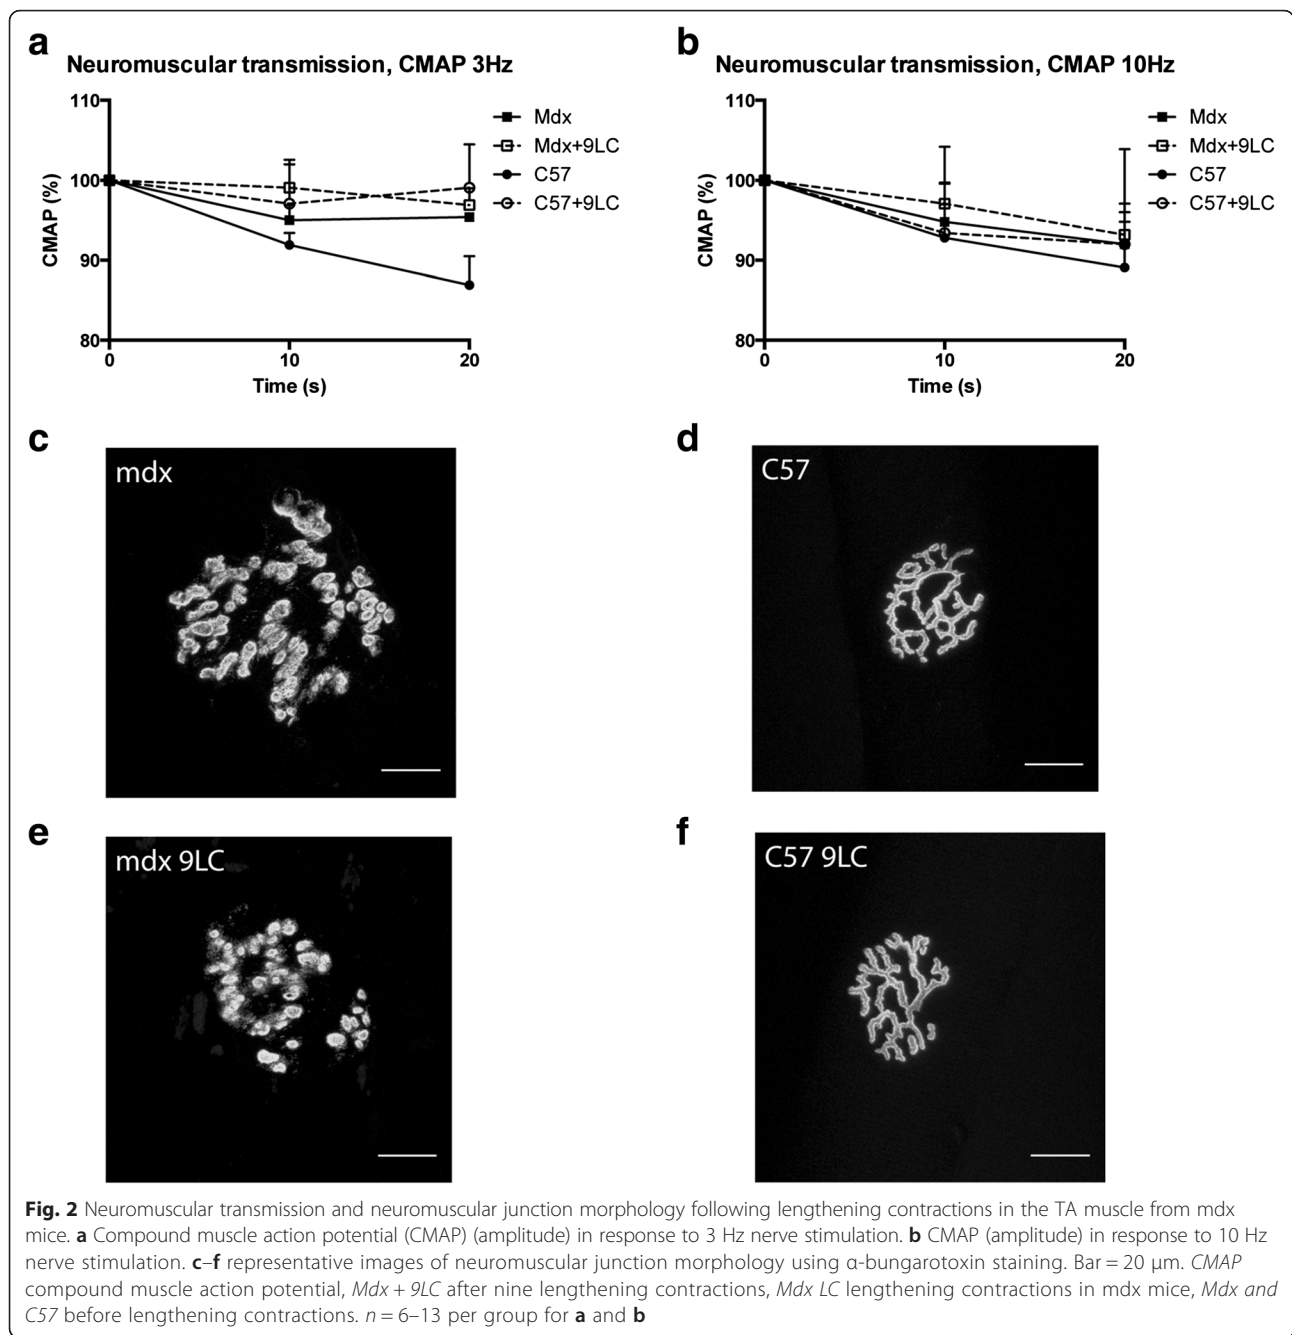 a
Neuromuscular transmission, CMAP 3Hz
110
100
90
80
CMAP (%)
0
10
20
Time (s)
Mdx
Mdx+9LC
C57
C57+9LC
b
Neuromuscular transmission, CMAP 10Hz
110
100
90
80
CMAP (%)
0
10
20
Time (s)
Mdx
Mdx+9LC
C57
C57+9LC
c
mdx
d
C57
e
mdx 9LC
f
C57 9LC
Fig. 2 Neuromuscular transmission and neuromuscular junction morphology following lengthening contractions in the TA muscle from mdx
mice. a Compound muscle action potential (CMAP) (amplitude) in response to 3 Hz nerve stimulation. b CMAP (amplitude) in response to 10 Hz
nerve stimulation. c–f representative images of neuromuscular junction morphology using α-bungarotoxin staining. Bar = 20 μm. CMAP
compound muscle action potential, Mdx + 9LC after nine lengthening contractions, Mdx LC lengthening contractions in mdx mice, Mdx and
C57 before lengthening contractions. n = 6–13 per group for a and b